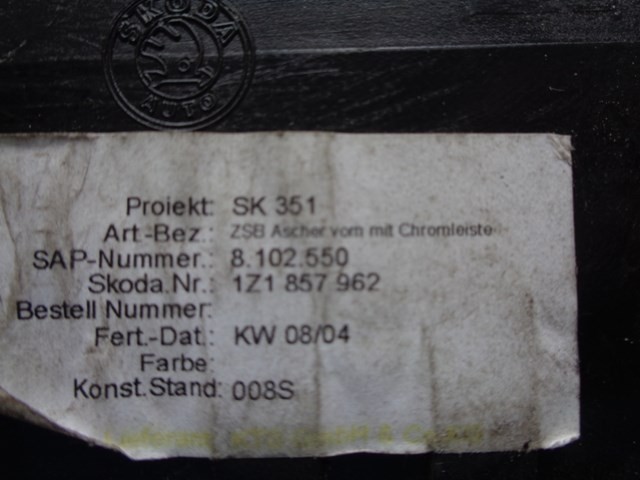 SKODA
AUTO
Projekt: SK 351
Art.-Bez.: ZSB Ascher vorn mit Chromleiste
SAP-Nummer.: 8.102.550
Skoda.Nr.: 1Z1 857 962
Bestell Nummer:
Fert.-Dat.: KW 08/04
Farbe:
Konst.Stand: 008S